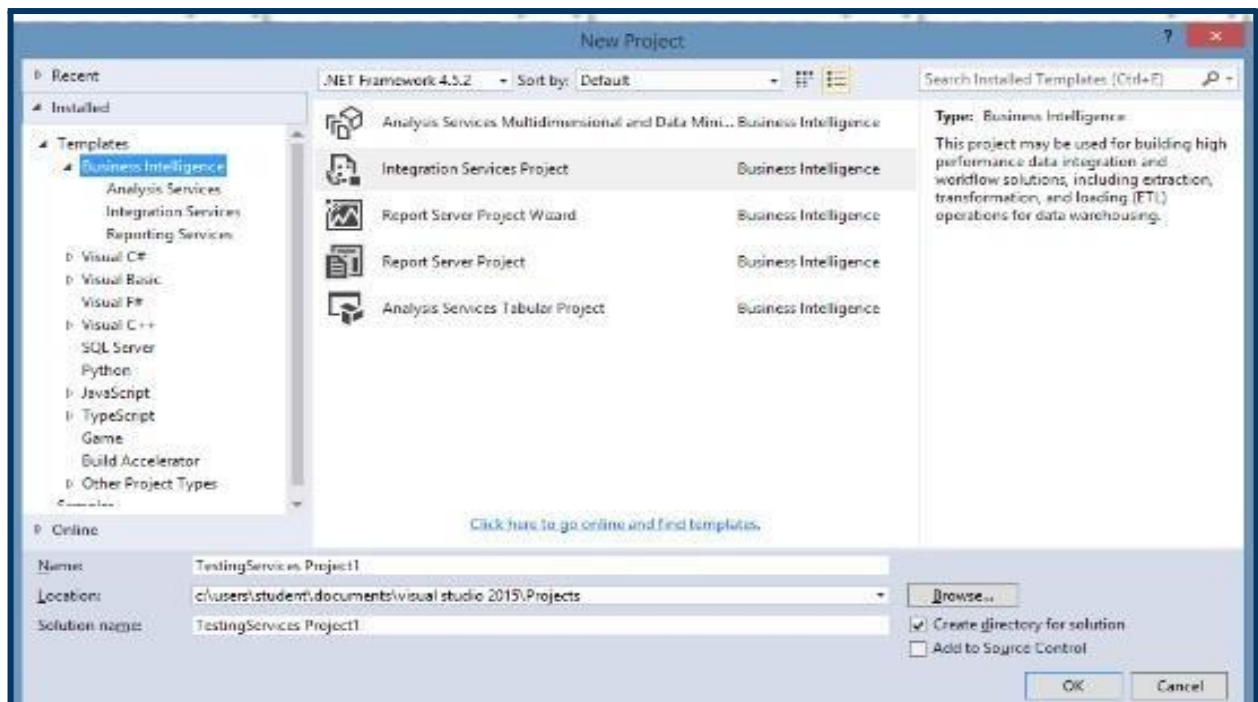 New Project
?
Recent
Installed
Templates
Business Intelligence
Analysis Services
Integration Services
Reporting Services
Visual C#
Visual Basic
Visual F#
Visual C++
SQL Server
Python
JavaScript
TypeScript
Game
Build Accelerator
Other Project Types
Samples
Online
.NET Framework 4.5.2
Sort by: Default
Analysis Services Multidimensional and Data Mini... Business Intelligence
Integration Services Project Business Intelligence
Report Server Project Wizard Business Intelligence
Report Server Project Business Intelligence
Analysis Services Tabular Project Business Intelligence
Click here to go online and find templates.
Search Installed Templates (Ctrl+E)
Type: Business Intelligence
This project may be used for building high
performance data integration and
workflow solutions, including extraction,
transformation, and loading (ETL)
operations for data warehousing.
Name: TestingServices Project1
Location: c:\users\student\documents\visual studio 2015\Projects
Browse...
Solution name: TestingServices Project1
Create directory for solution
Add to Source Control
OK Cancel